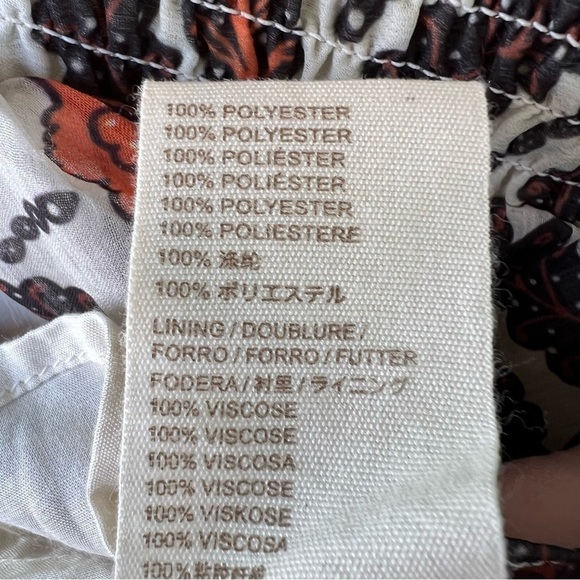 100% POLYESTER
100% POLYESTER
100% POLIÉSTER
100% POLIÉSTER
100% POLYESTER
100% POLIESTERE
100% 涤纶
100% ポリエステル
LINING / DOUBLURE /
FORRO / FORRO / FUTTER
FODERA / 衬里 / ライニング
100% VISCOSE
100% VISCOSE
100% VISCOSA
100% VISCOSE
100% VISKOSE
100% VISCOSA
100%